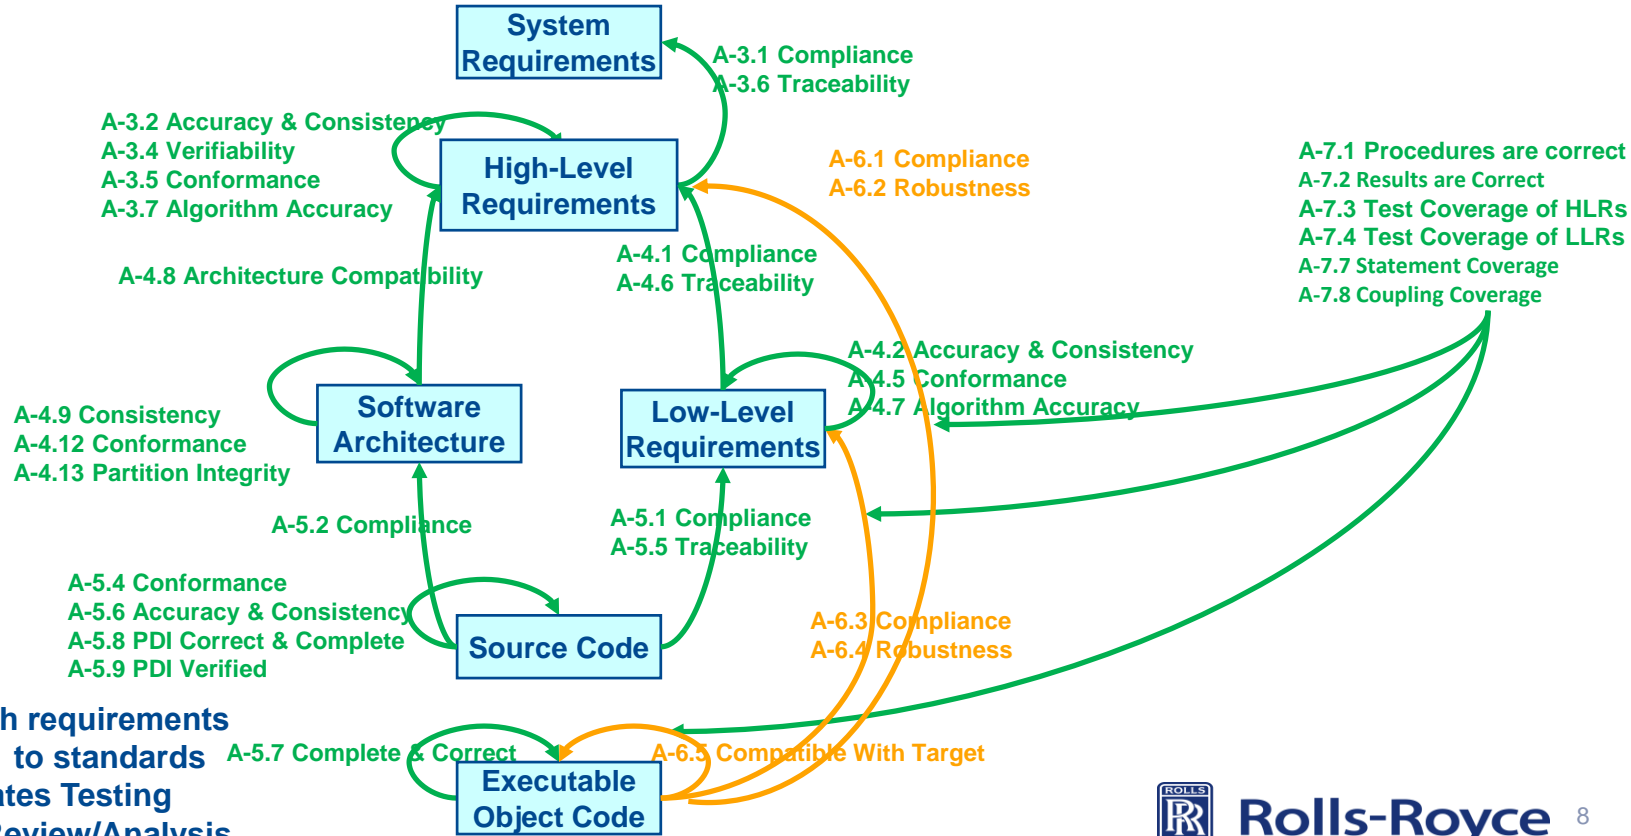 System
Requirements
A-3.1 Compliance
A-3.6 Traceability
A-3.2 Accuracy & Consistency
A-3.4 Verifiability
A-3.5 Conformance
A-3.7 Algorithm Accuracy
High-Level
Requirements
A-6.1 Compliance
A-6.2 Robustness
A-7.1 Procedures are correct
A-7.2 Results are Correct
A-7.3 Test Coverage of HLRs
A-7.4 Test Coverage of LLRs
A-7.7 Statement Coverage
A-7.8 Coupling Coverage
A-4.8 Architecture Compatibility
A-4.1 Compliance
A-4.6 Traceability
A-4.2 Accuracy & Consistency
A-4.5 Conformance
A-4.7 Algorithm Accuracy
A-4.9 Consistency
A-4.12 Conformance
A-4.13 Partition Integrity
Software
Architecture
Low-Level
Requirements
A-5.2 Compliance
A-5.1 Compliance
A-5.5 Traceability
A-5.4 Conformance
A-5.6 Accuracy & Consistency
A-5.8 PDI Correct & Complete
A-5.9 PDI Verified
Source Code
A-6.3 Compliance
A-6.4 Robustness
h requirements
to standards
ates Testing
Review/Analysis
A-5.7 Complete & Correct
A-6.5 Compatible With Target
Executable
Object Code
ROLLS
RR
Rolls-Royce
8